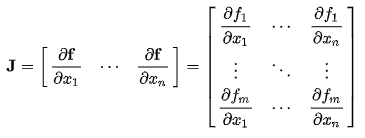 J = [ ∂f/∂x₁ ⋯ ∂f/∂xₙ ] = [ ∂f₁/∂x₁ ⋯ ∂f₁/∂xₙ
⋮ ⋱ ⋮
∂fₘ/∂x₁ ⋯ ∂fₘ/∂xₙ ]